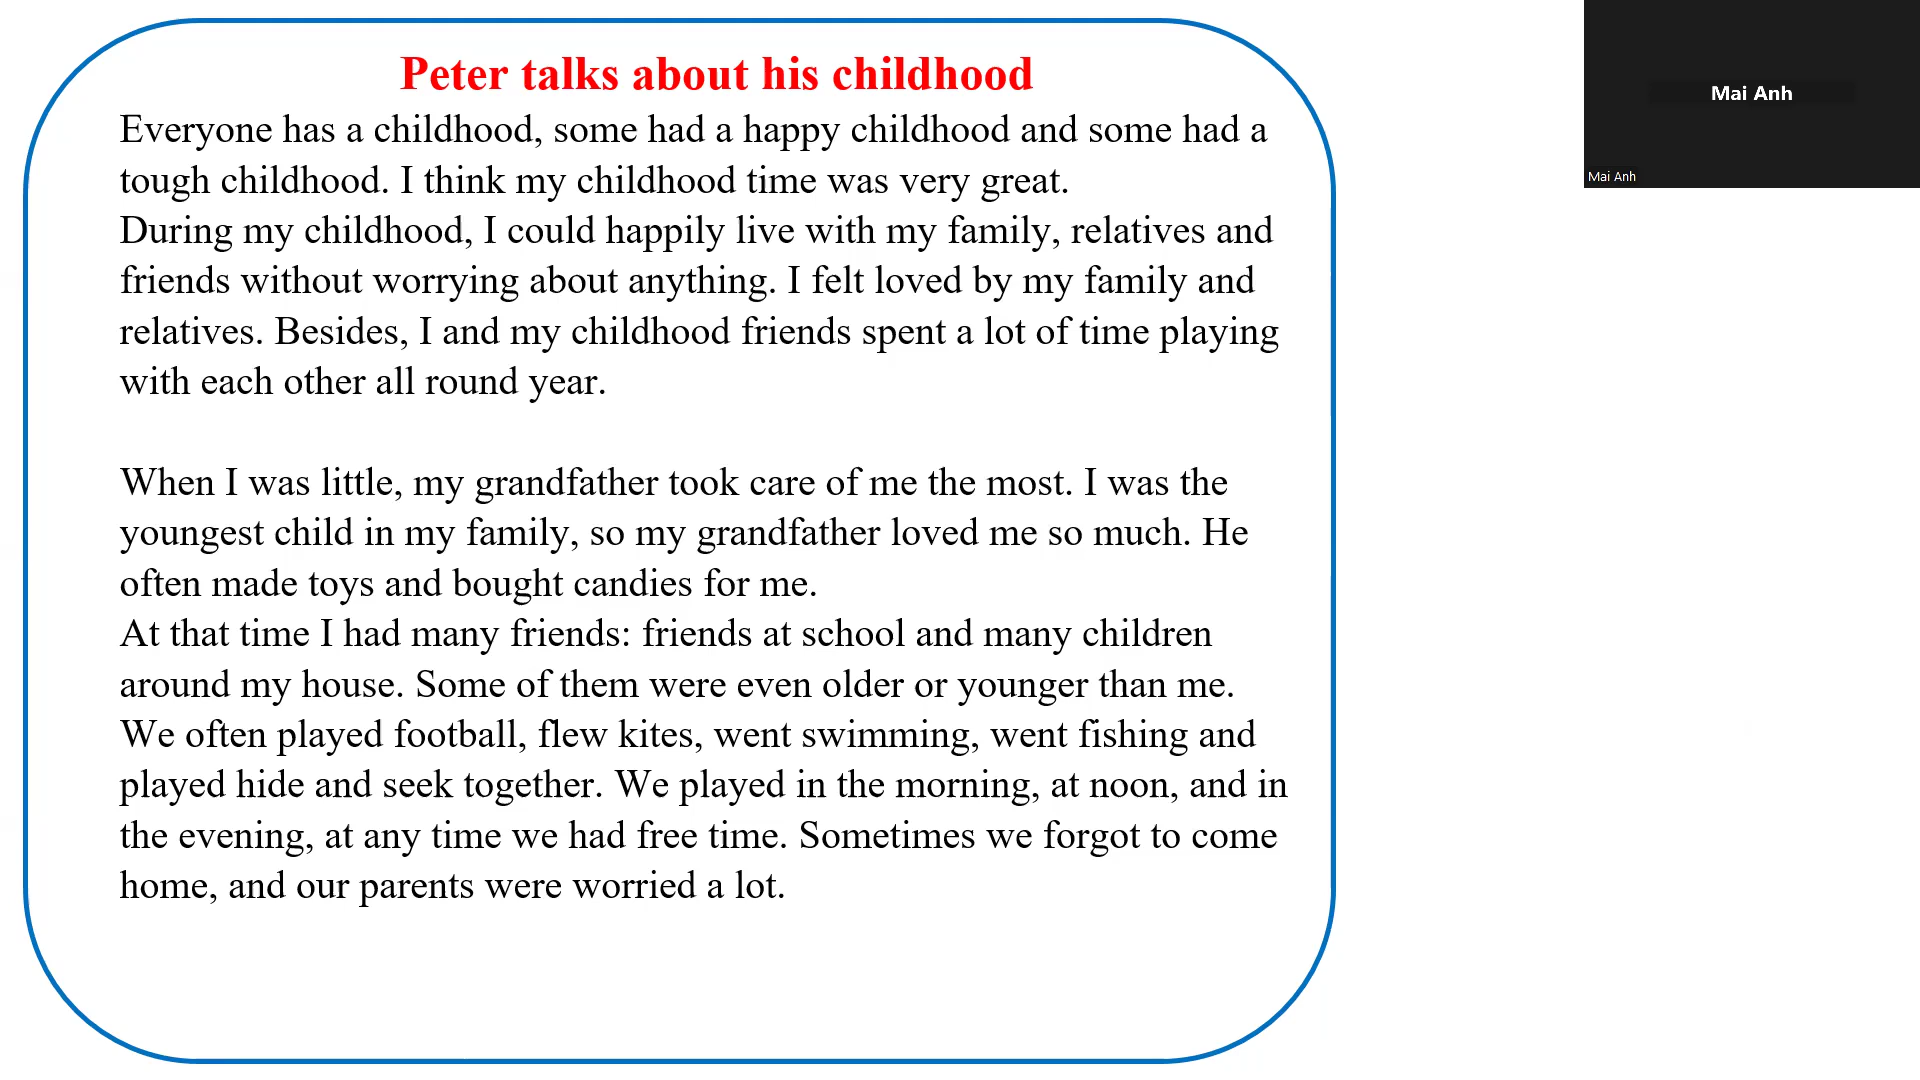 Peter talks about his childhood
Everyone has a childhood, some had a happy childhood and some had a
tough childhood. I think my childhood time was very great.
During my childhood, I could happily live with my family, relatives and
friends without worrying about anything. I felt loved by my family and
relatives. Besides, I and my childhood friends spent a lot of time playing
with each other all round year.
When I was little, my grandfather took care of me the most. I was the
youngest child in my family, so my grandfather loved me so much. He
often made toys and bought candies for me.
At that time I had many friends: friends at school and many children
around my house. Some of them were even older or younger than me.
We often played football, flew kites, went swimming, went fishing and
played hide and seek together. We played in the morning, at noon, and in
the evening, at any time we had free time. Sometimes we forgot to come
home, and our parents were worried a lot.
Mai Anh
Mai Anh